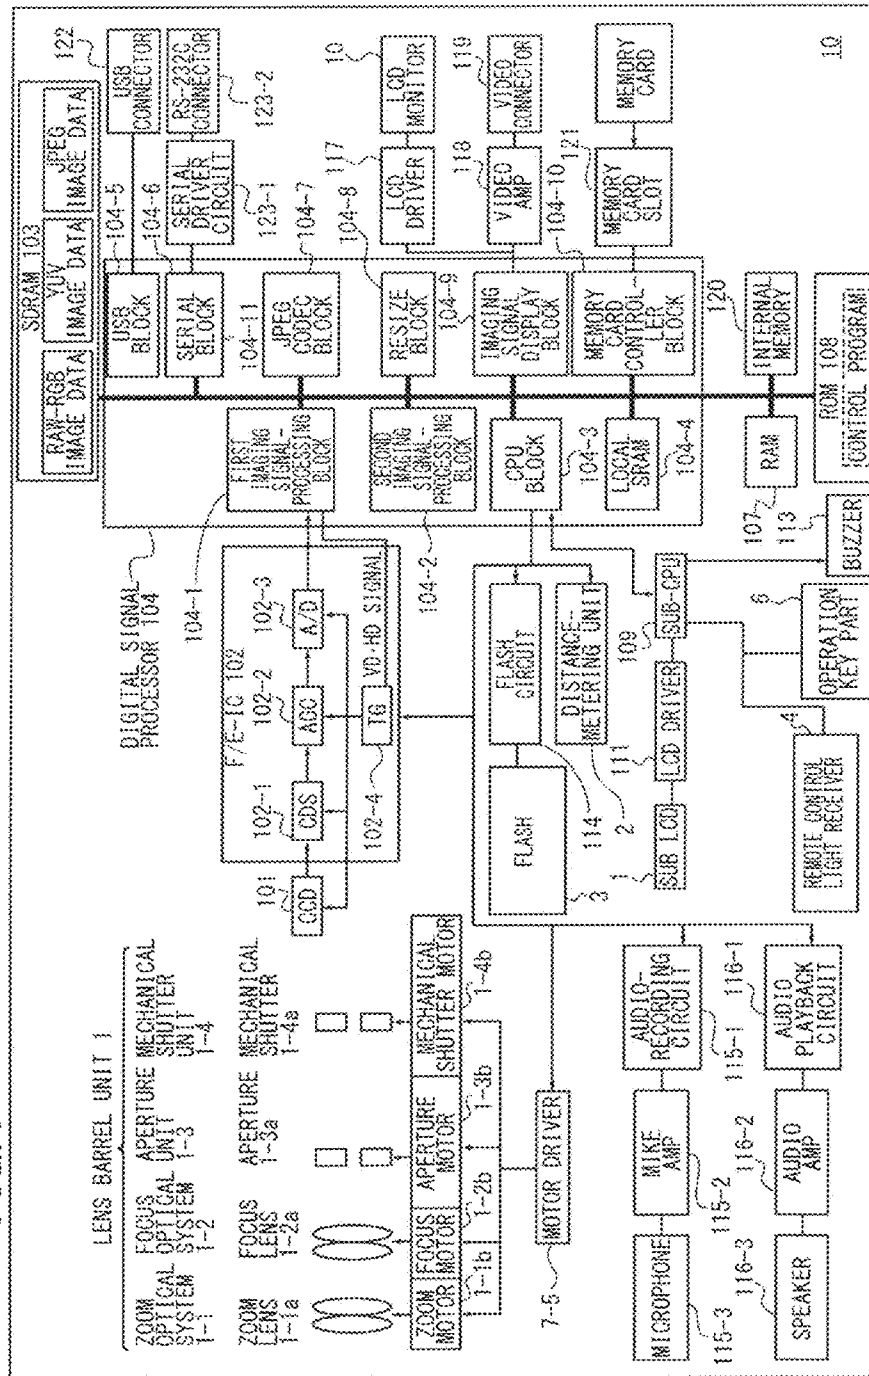 LENS BARREL UNIT 1
ZOOM
OPTICAL
SYSTEM
1-1
FOCUS
OPTICAL
SYSTEM
1-2
APERTURE
UNIT
1-3
MECHANICAL
SHUTTER
UNIT
1-4
ZOOM
LENS
1-1a
FOCUS
LENS
1-2a
APERTURE
1-3a
MECHANICAL
SHUTTER
1-4a
ZOOM
MOTOR
1-1b
FOCUS
MOTOR
1-2b
APERTURE
MOTOR
1-3b
MECHANICAL
SHUTTER MOTOR
1-4b
MOTOR DRIVER
7-5
MICROPHONE
115-3
MIKE
AMP
115-2
AUDIO-
RECORDING
CIRCUIT
115-1
SPEAKER
116-3
AUDIO
AMP
116-2
AUDIO
PLAYBACK
CIRCUIT
116-1
DIGITAL SIGNAL
PROCESSOR 104
F/E-IC 102
CCD
101
CDS
102-1
AGC
102-2
A/D
102-3
TG
102-4
VD·HD SIGNAL
FLASH
3
FLASH
CIRCUIT
114
DISTANCE-
METERING UNIT
2
SUB LCD
1
LCD DRIVER
111
SUB-CPU
109
REMOTE CONTROL
LIGHT RECEIVER
4
OPERATION
KEY PART
6
BUZZER
113
SDRAM 103
RAW-RGB
IMAGE DATA
YUV
IMAGE DATA
JPEG
IMAGE DATA
FIRST
IMAGING
SIGNAL-
PROCESSING
BLOCK
104-1
SECOND
IMAGING
SIGNAL-
PROCESSING BLOCK
104-2
CPU
BLOCK
104-3
LOCAL
SRAM
104-4
USB
BLOCK
104-5
SERIAL
BLOCK
104-6
104-11
JPEG
CODEC
BLOCK
104-7
RESIZE
BLOCK
104-8
IMAGING
SIGNAL
DISPLAY
BLOCK
104-9
MEMORY
CARD
CONTROL-
LER BLOCK
104-10
RAM
107
INTERNAL
MEMORY
120
ROM 108
CONTROL PROGRAM
USB
CONNECTOR
122
SERIAL
DRIVER
CIRCUIT
123-1
RS-232C
CONNECTOR
123-2
LCD
DRIVER
117
LCD
MONITOR
10
VIDEO
AMP
118
VIDEO
CONNECTOR
119
MEMORY
CARD
SLOT
121
MEMORY
CARD
10